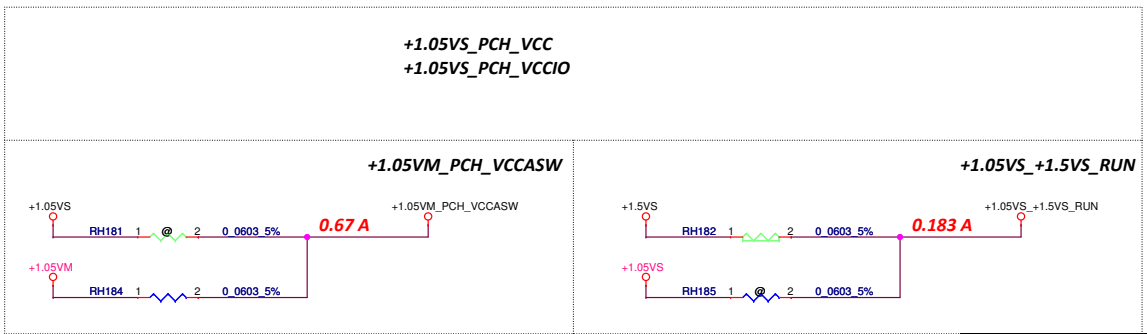 +1.05VS_PCH_VCC
+1.05VS_PCH_VCCIO
+1.05VM_PCH_VCCASW
+1.05VS
+1.05VM_PCH_VCCASW
RH181 1 @ 2 0_0603_5% 0.67 A
+1.05VM
RH184 1 2 0_0603_5%
+1.05VS_+1.5VS_RUN
+1.5VS
+1.05VS_+1.5VS_RUN
RH182 1 2 0_0603_5% 0.183 A
+1.05VS
RH185 1 @ 2 0_0603_5%